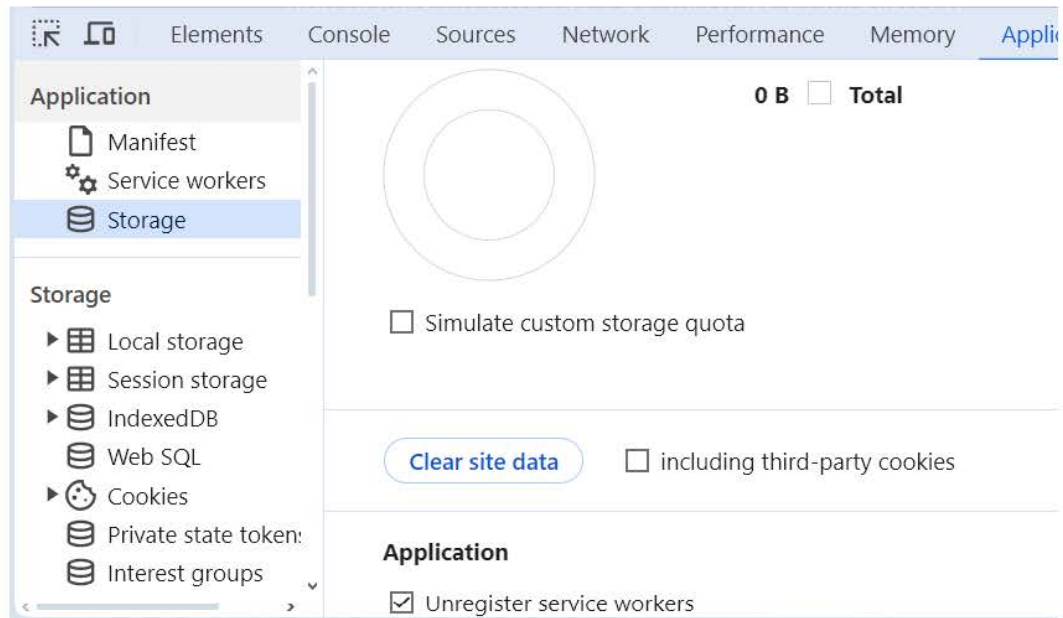 Elements Console Sources Network Performance Memory Applic
Application
Manifest
Service workers
Storage
Storage
Local storage
Session storage
IndexedDB
Web SQL
Cookies
Private state tokens
Interest groups
0 B Total
Simulate custom storage quota
Clear site data including third-party cookies
Application
Unregister service workers